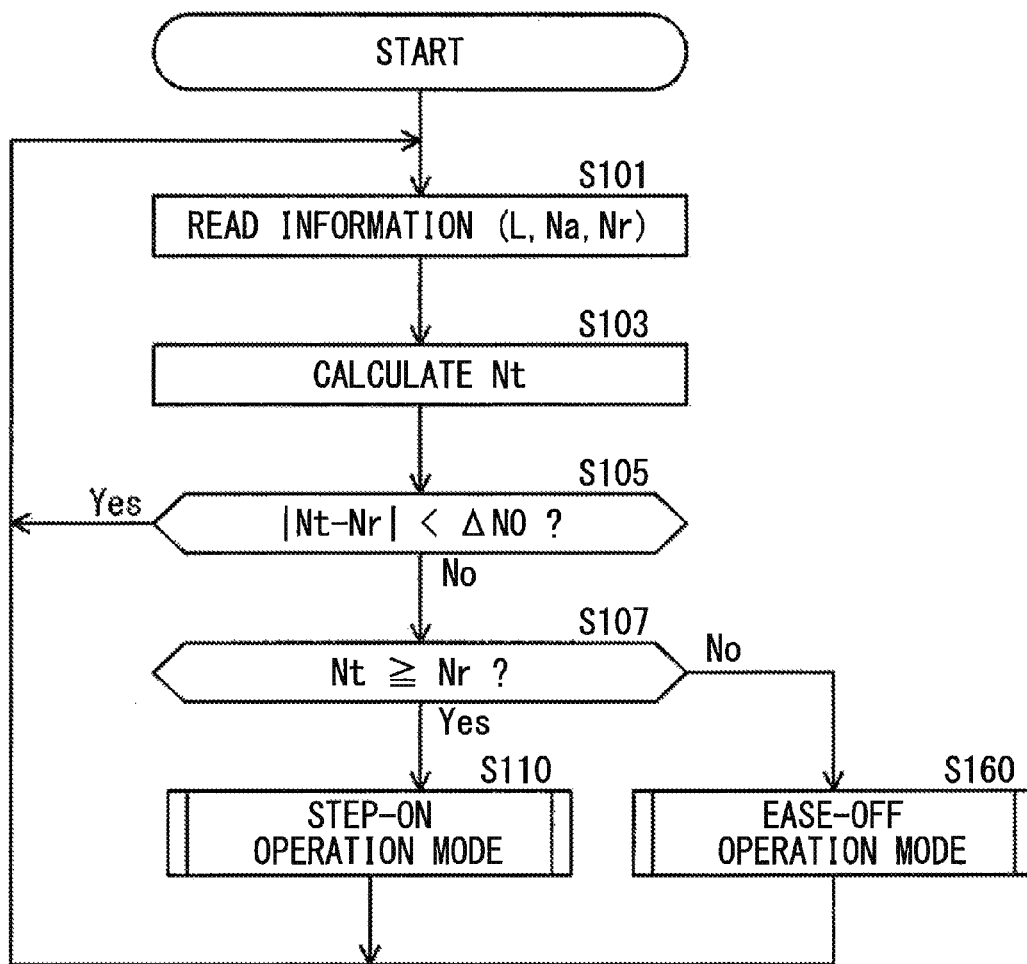 START
S101
READ INFORMATION (L, Na, Nr)
S103
CALCULATE Nt
S105
Yes
|Nt-Nr| < ΔN0 ?
No
S107
Nt ≧ Nr ?
No
Yes
S110
STEP-ON
OPERATION MODE
S160
EASE-OFF
OPERATION MODE